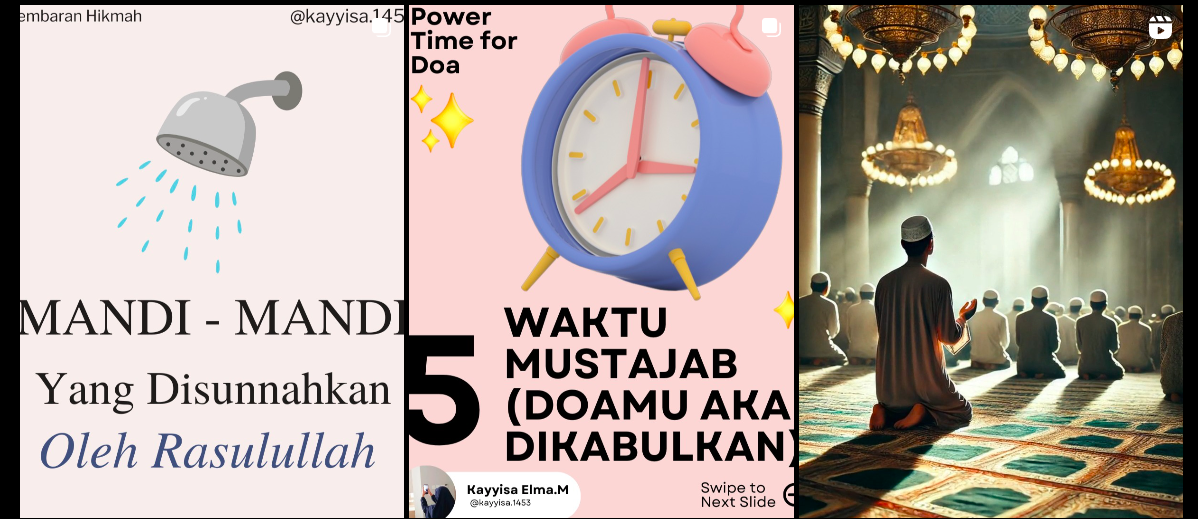 embaran Hikmah
@kayyisa.145
MANDI - MANDI
Yang Disunnahkan
Oleh Rasulullah
Power
Time for
Doa
5
WAKTU
MUSTAJAB
(DOAMU AKA
DIKABULKAN)
Kayyisa Elma.M
@kayyisa.1453
Swipe to
Next Slide